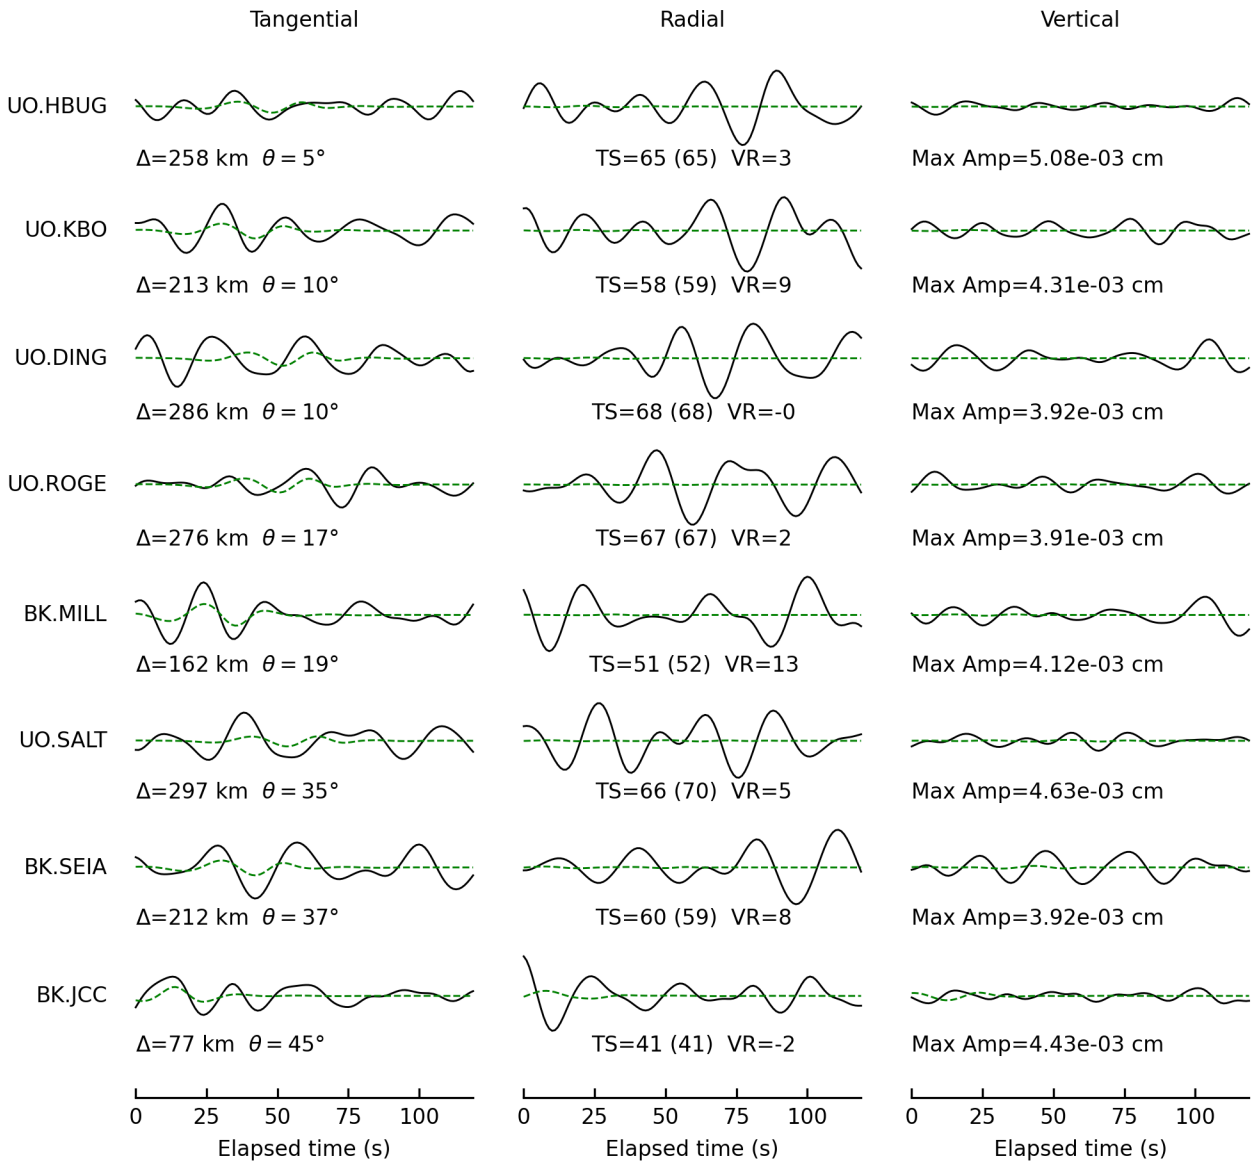 Tangential Radial Vertical
UO.HBUG
Δ=258 km θ = 5° TS=65 (65) VR=3 Max Amp=5.08e-03 cm
UO.KBO
Δ=213 km θ = 10° TS=58 (59) VR=9 Max Amp=4.31e-03 cm
UO.DING
Δ=286 km θ = 10° TS=68 (68) VR=-0 Max Amp=3.92e-03 cm
UO.ROGE
Δ=276 km θ = 17° TS=67 (67) VR=2 Max Amp=3.91e-03 cm
BK.MILL
Δ=162 km θ = 19° TS=51 (52) VR=13 Max Amp=4.12e-03 cm
UO.SALT
Δ=297 km θ = 35° TS=66 (70) VR=5 Max Amp=4.63e-03 cm
BK.SEIA
Δ=212 km θ = 37° TS=60 (59) VR=8 Max Amp=3.92e-03 cm
BK.JCC
Δ=77 km θ = 45° TS=41 (41) VR=-2 Max Amp=4.43e-03 cm
0 25 50 75 100 0 25 50 75 100 0 25 50 75 100
Elapsed time (s) Elapsed time (s) Elapsed time (s)